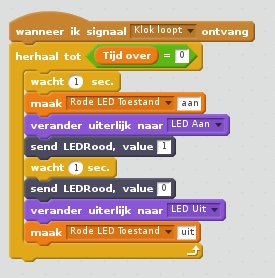 wanneer ik signaal Klok loopt ontvang
herhaal tot Tijd over = 0
wacht 1 sec.
maak Rode LED Toestand aan
verander uiterlijk naar LED Aan
send LEDRood, value 1
wacht 1 sec.
send LEDRood, value 0
verander uiterlijk naar LED Uit
maak Rode LED Toestand uit